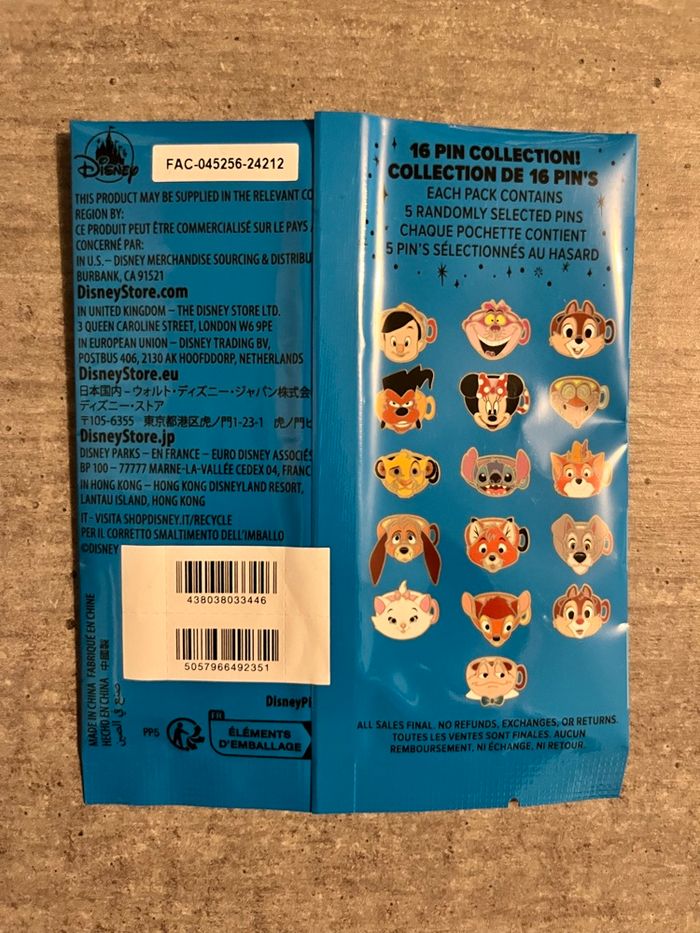 Disney
FAC-045256-24212
THIS PRODUCT MAY BE SUPPLIED IN THE RELEVANT
REGION BY:
CE PRODUIT PEUT ÊTRE COMMERCIALISÉ SUR LE PAYS
CONCERNÉ PAR:
IN U.S.– DISNEY MERCHANDISE SOURCING &
BURBANK, CA 91521
DisneyStore.com
IN UNITED KINGDOM – THE DISNEY STORE LTD.
3 QUEEN CAROLINE STREET, LONDON W6 9PE
IN EUROPEAN UNION – DISNEY TRADING, BV,
POSTBUS 406, 2130 AK HOOFDDORP, NETHERLANDS
DisneyStore.eu
日本国内 – ウォルト・ディズニー・ジャパン株式会
ディズニー・ストア
〒105-6355 東京都港区虎ノ門1-23-1 虎ノ門
DisneyStore.jp
DISNEY PARKS – EN FRANCE – EURO DISNEY ASSOCIÉS
BP 100 – 77777 MARNE-LA-VALLÉE CEDEX 04, FRANC
IN HONG KONG – HONG KONG DISNEYLAND RESORT,
LANTAU ISLAND, HONG KONG
IT- VISITA SHOPDISNEY.IT/RECYCLE
PER IL CORRETTO SMALTIMENTO DELL'IMBALLO
©DISNEY
438038033446
5057966492351
MADE IN CHINA FABRIQUÉ EN CHINE
HECHO EN CHINA 中國製
صنع في الصين
PP5
FR
ÉLÉMENTS
D'EMBALLAGE
16 PIN COLLECTION!
COLLECTION DE 16 PIN'S
EACH PACK CONTAINS
5 RANDOMLY SELECTED PINS
CHAQUE POCHETTE CONTIENT
5 PIN'S SÉLECTIONNÉS AU HASARD
ALL SALES FINAL. NO REFUNDS, EXCHANGES, OR RETURNS.
TOUTES LES VENTES SONT FINALES. AUCUN
REMBOURSEMENT, NI ÉCHANGE, NI RETOUR.